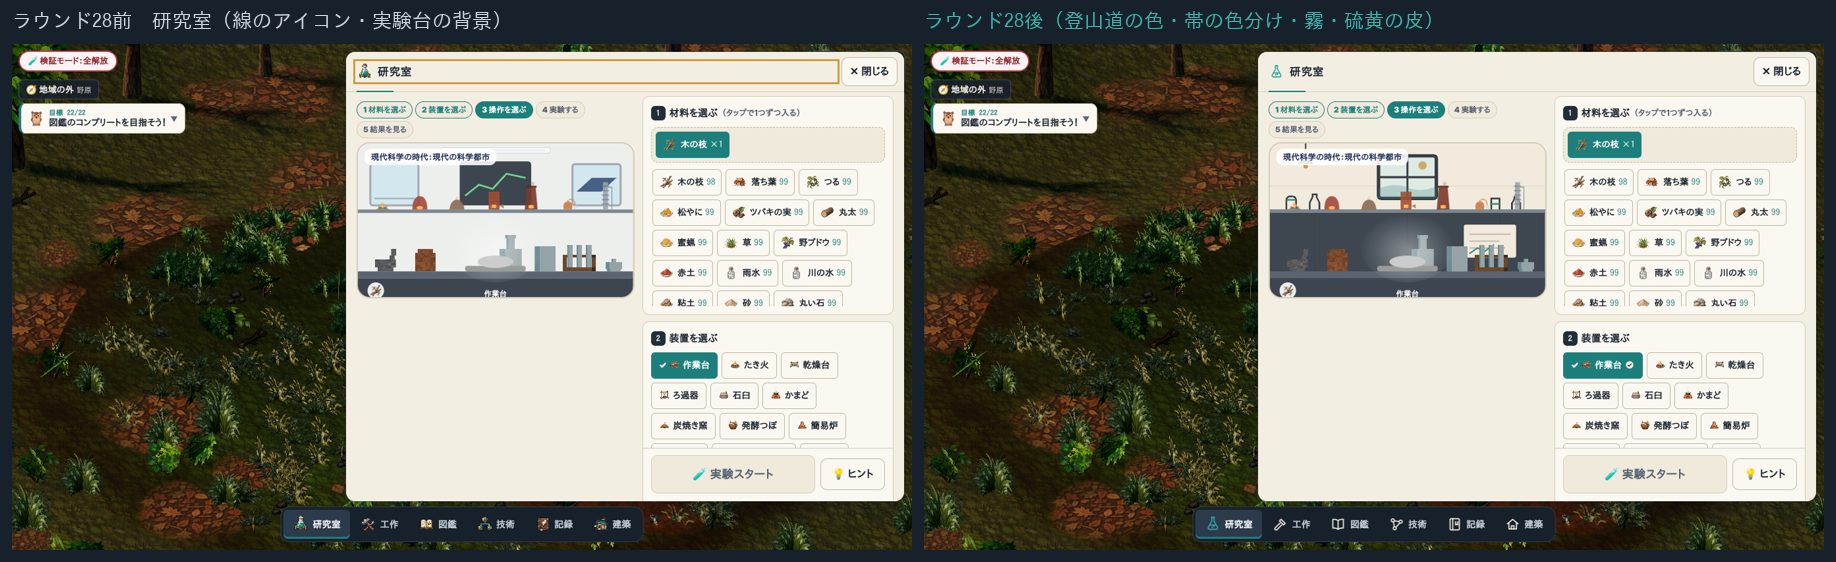 ラウンド28前　研究室（線のアイコン・実験台の背景）
検証モード:全解放
地域の外 野原
目標 22/22
図鑑のコンプリートを目指そう! ▼
研究室
✕ 閉じる
1 材料を選ぶ 2 装置を選ぶ 3 操作を選ぶ 4 実験する
5 結果を見る
現代科学の時代:現代の科学都市
作業台
1 材料を選ぶ (タップで1つずつ入る)
木の枝 ×1
木の枝 98 落ち葉 99 つる 99
松やに 99 ツバキの実 99 丸太 99
蜜蝋 99 草 99 野ブドウ 99
赤土 99 雨水 99 川の水 99
粘土 99 砂 99 丸い石 99
2 装置を選ぶ
✓ 作業台 たき火 乾燥台
ろ過器 石臼 かまど
炭焼き窯 発酵つぼ 簡易炉
実験スタート ヒント
研究室 工作 図鑑 技術 記録 建築
ラウンド28後（登山道の色・帯の色分け・霧・硫黄の皮）
検証モード:全解放
地域の外 野原
目標 22/22
図鑑のコンプリートを目指そう! ▼
研究室
✕ 閉じる
1 材料を選ぶ 2 装置を選ぶ 3 操作を選ぶ 4 実験する
5 結果を見る
現代科学の時代:現代の科学都市
作業台
1 材料を選ぶ (タップで1つずつ入る)
木の枝 ×1
木の枝 98 落ち葉 99 つる 99
松やに 99 ツバキの実 99 丸太 99
蜜蝋 99 草 99 野ブドウ 99
赤土 99 雨水 99 川の水 99
粘土 99 砂 99 丸い石 99
2 装置を選ぶ
✓ 作業台 たき火 乾燥台
ろ過器 石臼 かまど
炭焼き窯 発酵つぼ 簡易炉
実験スタート ヒント
研究室 工作 図鑑 技術 記録 建築